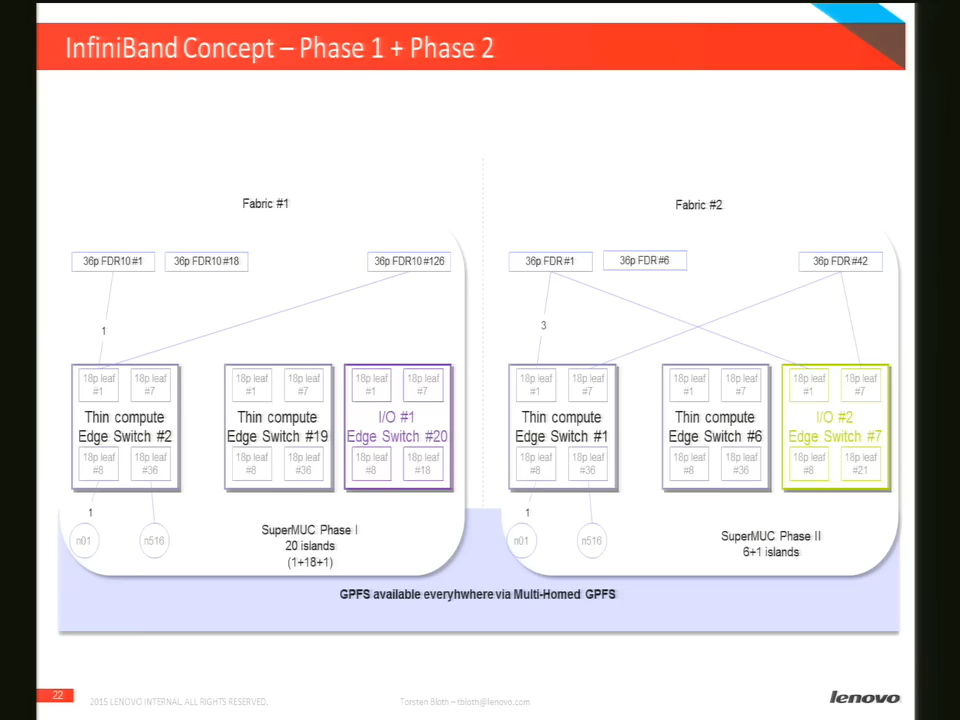 InfiniBand Concept – Phase 1 + Phase 2
Fabric #1
Fabric #2
36p FDR10 #1
36p FDR10 #18
36p FDR10 #126
36p FDR #1
36p FDR #6
36p FDR #42
1
3
18p leaf #1
18p leaf #7
Thin compute
Edge Switch #2
18p leaf #8
18p leaf #36
18p leaf #1
18p leaf #7
Thin compute
Edge Switch #19
18p leaf #8
18p leaf #36
18p leaf #1
18p leaf #7
I/O #1
Edge Switch #20
18p leaf #8
18p leaf #18
18p leaf #1
18p leaf #7
Thin compute
Edge Switch #1
18p leaf #8
18p leaf #36
18p leaf #1
18p leaf #7
Thin compute
Edge Switch #6
18p leaf #8
18p leaf #36
18p leaf #1
18p leaf #7
I/O #2
Edge Switch #7
18p leaf #8
18p leaf #21
1
1
n01
n516
n01
n516
SuperMUC Phase I
20 islands
(1+18+1)
SuperMUC Phase II
6+1 islands
GPFS available everyhwhere via Multi-Homed GPFS
22
2015 LENOVO INTERNAL. ALL RIGHTS RESERVED.
Torsten Bloth – tbloth@lenovo.com
lenovo